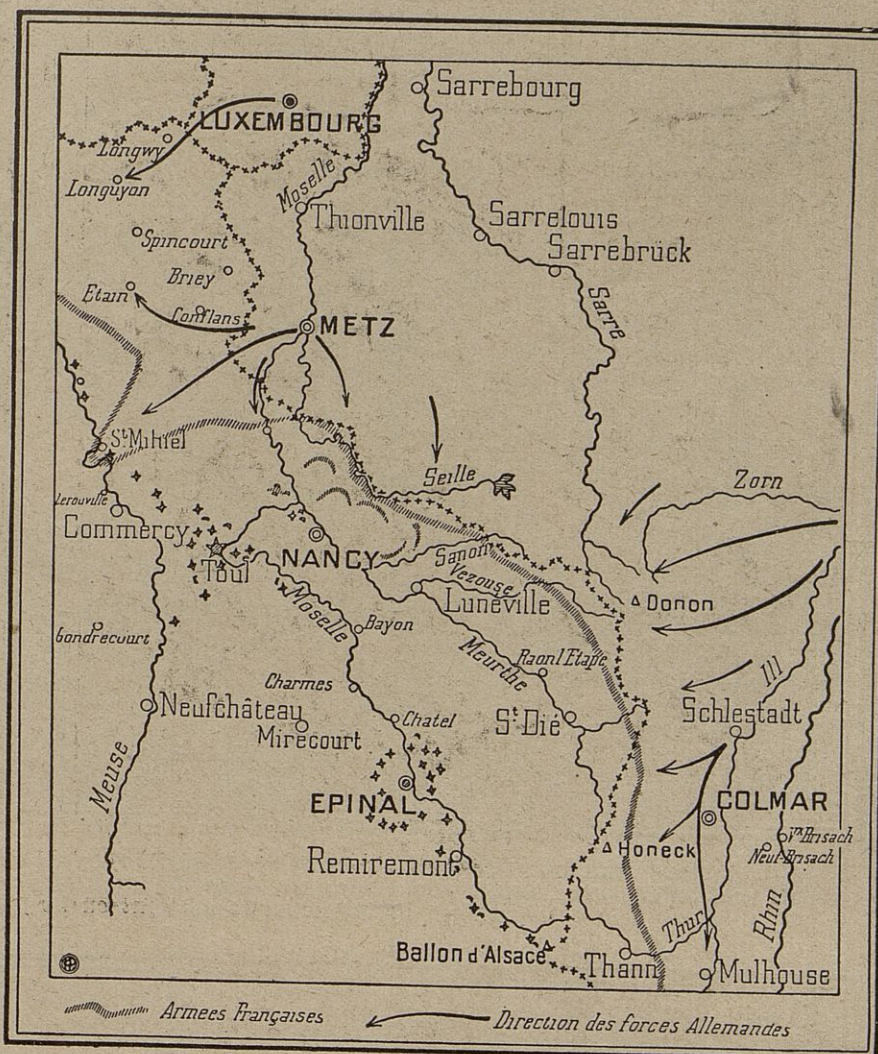 Sarrebourg
LUXEMBOURG
Longwy
Longuyon
Moselle
Thionville
Sarrelouis
Sarrebrück
Spincourt
Briey
Etain
Conflans
Sarre
METZ
St Mihiel
Seille
Zorn
Lerouville
Commercy
NANCY
Sanon
Toul
Vezouse
Lunéville
Donon
Moselle
Bayon
Gondrecourt
Meurthe
Raonl Etape
Ill
Charmes
Neufchâteau
Chatel
St Dié
Schlestadt
Mirecourt
Meuse
EPINAL
COLMAR
Vx Brisach
Honeck
Neuf-Brisach
Remiremont
Thur
Rhin
Ballon d'Alsace
Thann
Mulhouse
Armees Françaises
Direction des forces Allemandes